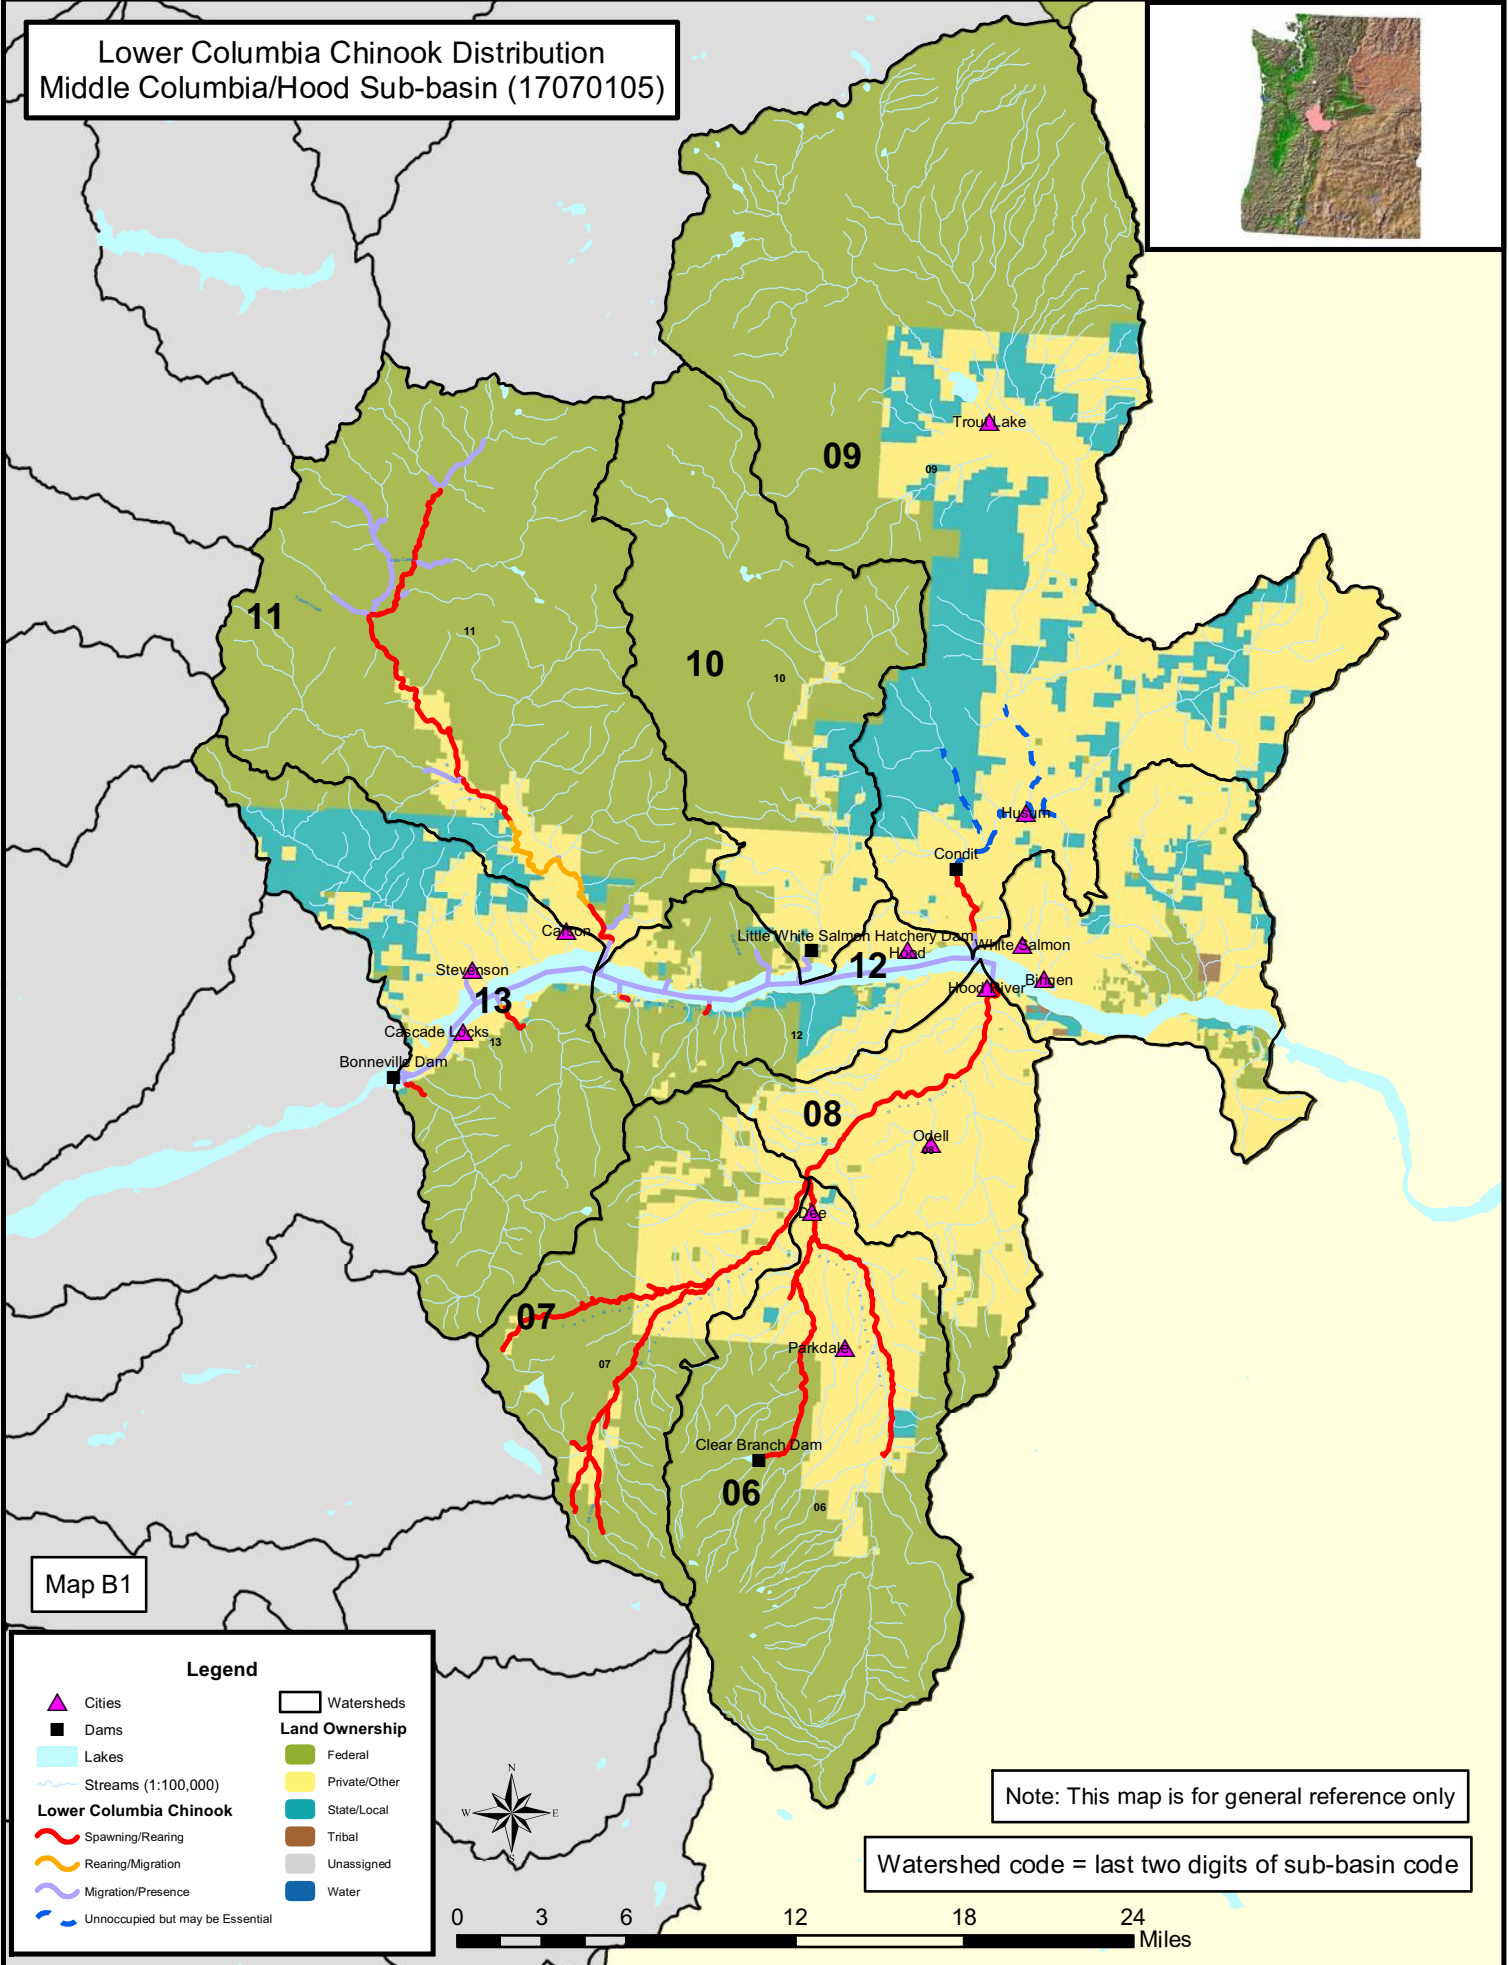 Lower Columbia Chinook Distribution
Middle Columbia/Hood Sub-basin (17070105)
09
Trout Lake
09
11
11
10
10
Husum
Condit
Carson
Little White Salmon Hatchery Dam
Hood
White Salmon
12
Stevenson
13
Hood River
Bingen
Cascade Locks
13
12
Bonneville Dam
08
Odell
Dee
07
07
Parkdale
Clear Branch Dam
06
06
Map B1
Legend
Cities
Dams
Lakes
Streams (1:100,000)
Lower Columbia Chinook
Spawning/Rearing
Rearing/Migration
Migration/Presence
Unnoccupied but may be Essential
Watersheds
Land Ownership
Federal
Private/Other
State/Local
Tribal
Unassigned
Water
N
W
E
S
Note: This map is for general reference only
Watershed code = last two digits of sub-basin code
0 3 6 12 18 24
Miles